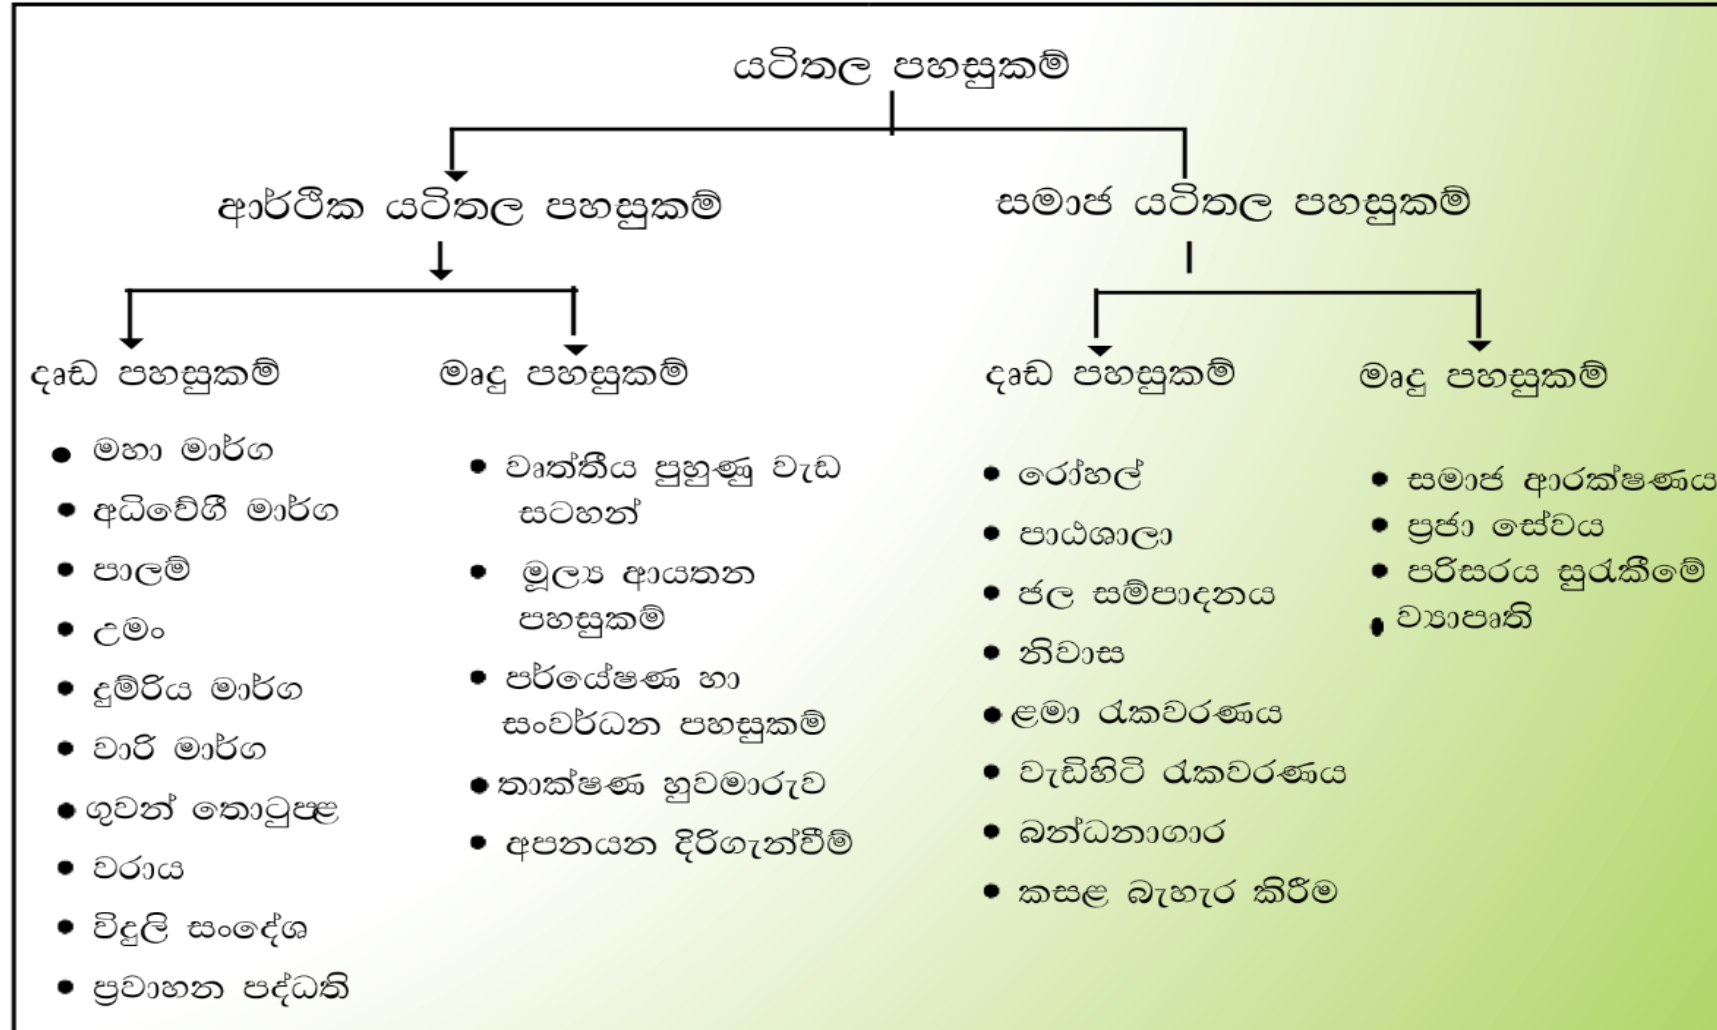 යටිතල පහසුකම්
ආර්ථික යටිතල පහසුකම්
සමාජ යටිතල පහසුකම්
දෘඩ පහසුකම්
• මහා මාර්ග
• අධිවේගී මාර්ග
• පාලම්
• උමං
• දුම්රිය මාර්ග
• වාරි මාර්ග
• ගුවන් තොටුපළ
• වරාය
• විදුලි සංදේශ
• ප්‍රවාහන පද්ධති
මෘදු පහසුකම්
• වෘත්තීය පුහුණු වැඩ
සටහන්
• මූල්‍ය ආයතන
පහසුකම්
• පර්යේෂණ හා
සංවර්ධන පහසුකම්
• තාක්ෂණ හුවමාරුව
• අපනයන දිරිගැන්වීම්
දෘඩ පහසුකම්
• රෝහල්
• පාඨශාලා
• ජල සම්පාදනය
• නිවාස
• ළමා රැකවරණය
• වැඩිහිටි රැකවරණය
• බන්ධනාගාර
• කසළ බැහැර කිරීම
මෘදු පහසුකම්
• සමාජ ආරක්ෂණය
• ප්‍රජා සේවය
• පරිසරය සුරැකීමේ
• ව්‍යාපෘති